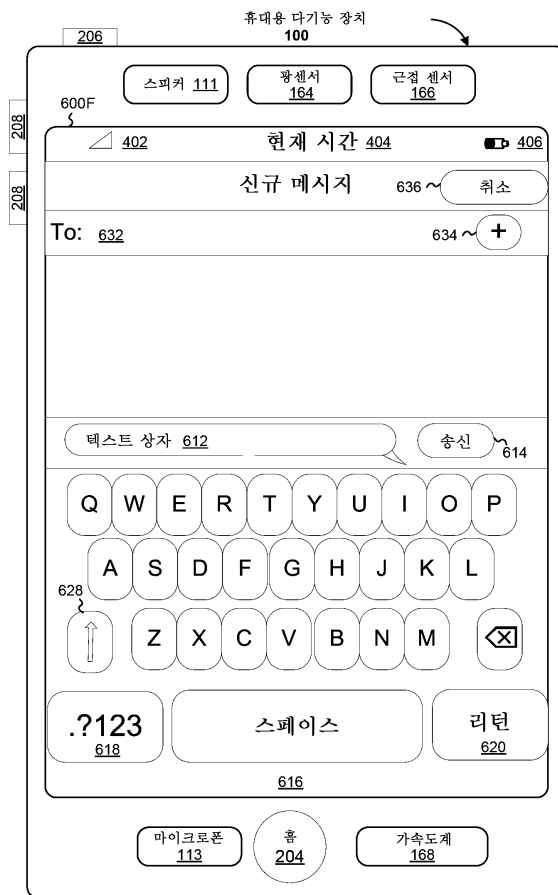 휴대용 다기능 장치
100
206
스피커 111
광센서
164
근접 센서
166
600F
208
208
402
현재 시간 404
406
신규 메시지
636
취소
To: 632
634
+
텍스트 상자 612
송신
614
Q W E R T Y U I O P
A S D F G H J K L
628
Z X C V B N M
.?123
618
스페이스
리턴
620
616
마이크로폰
113
홈
204
가속도계
168